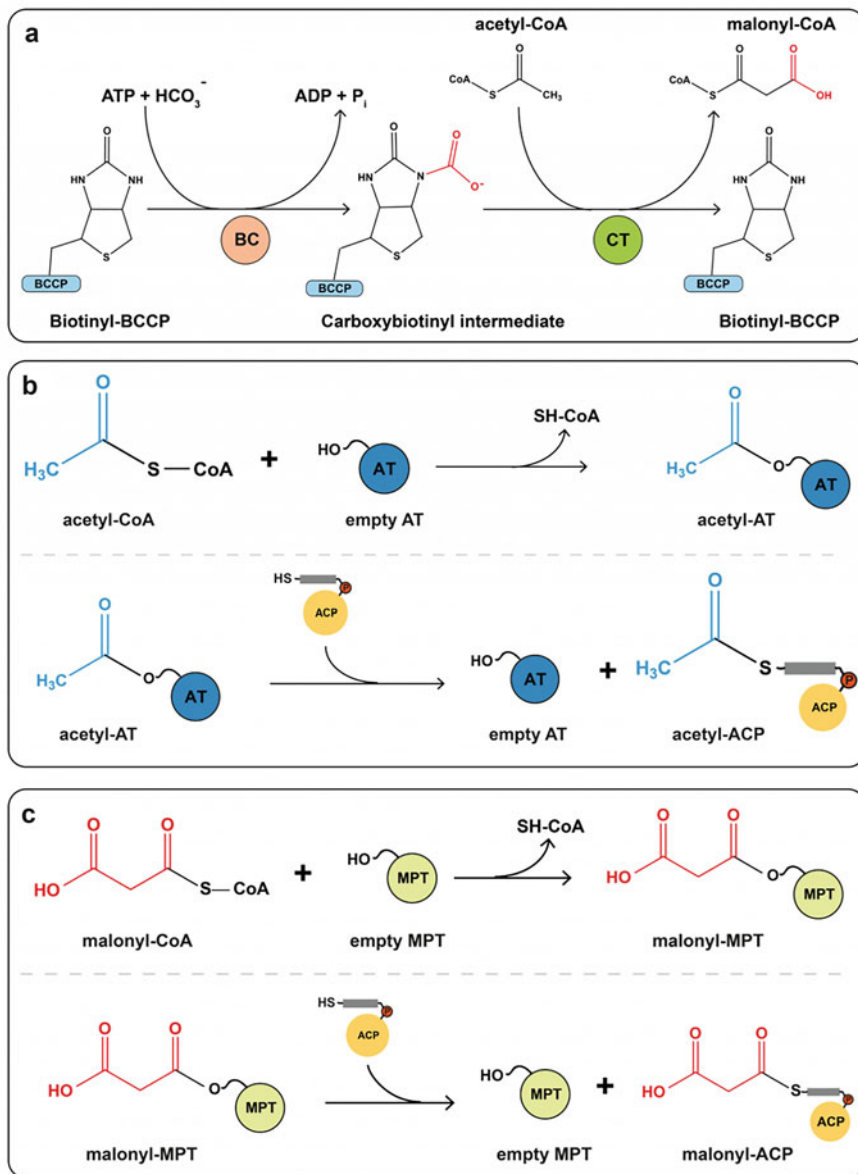 a
acetyl-CoA
malonyl-CoA
ATP + HCO₃⁻
ADP + Pᵢ
O
CoA
S
CH₃
O
O
CoA
S
OH
O
HN
NH
S
BCCP
Biotinyl-BCCP
BC
O
HN
N
O
O⁻
S
BCCP
Carboxybiotinyl intermediate
CT
O
HN
NH
S
BCCP
Biotinyl-BCCP
b
O
H₃C
S — CoA
acetyl-CoA
+
HO
AT
empty AT
SH-CoA
O
H₃C
O
AT
acetyl-AT
O
H₃C
O
AT
acetyl-AT
HS
P
ACP
HO
AT
empty AT
+
O
H₃C
S
P
ACP
acetyl-ACP
c
O
O
HO
S — CoA
malonyl-CoA
+
HO
MPT
empty MPT
SH-CoA
O
O
HO
O
MPT
malonyl-MPT
O
O
HO
O
MPT
malonyl-MPT
HS
P
ACP
HO
MPT
empty MPT
+
O
O
HO
S
P
ACP
malonyl-ACP